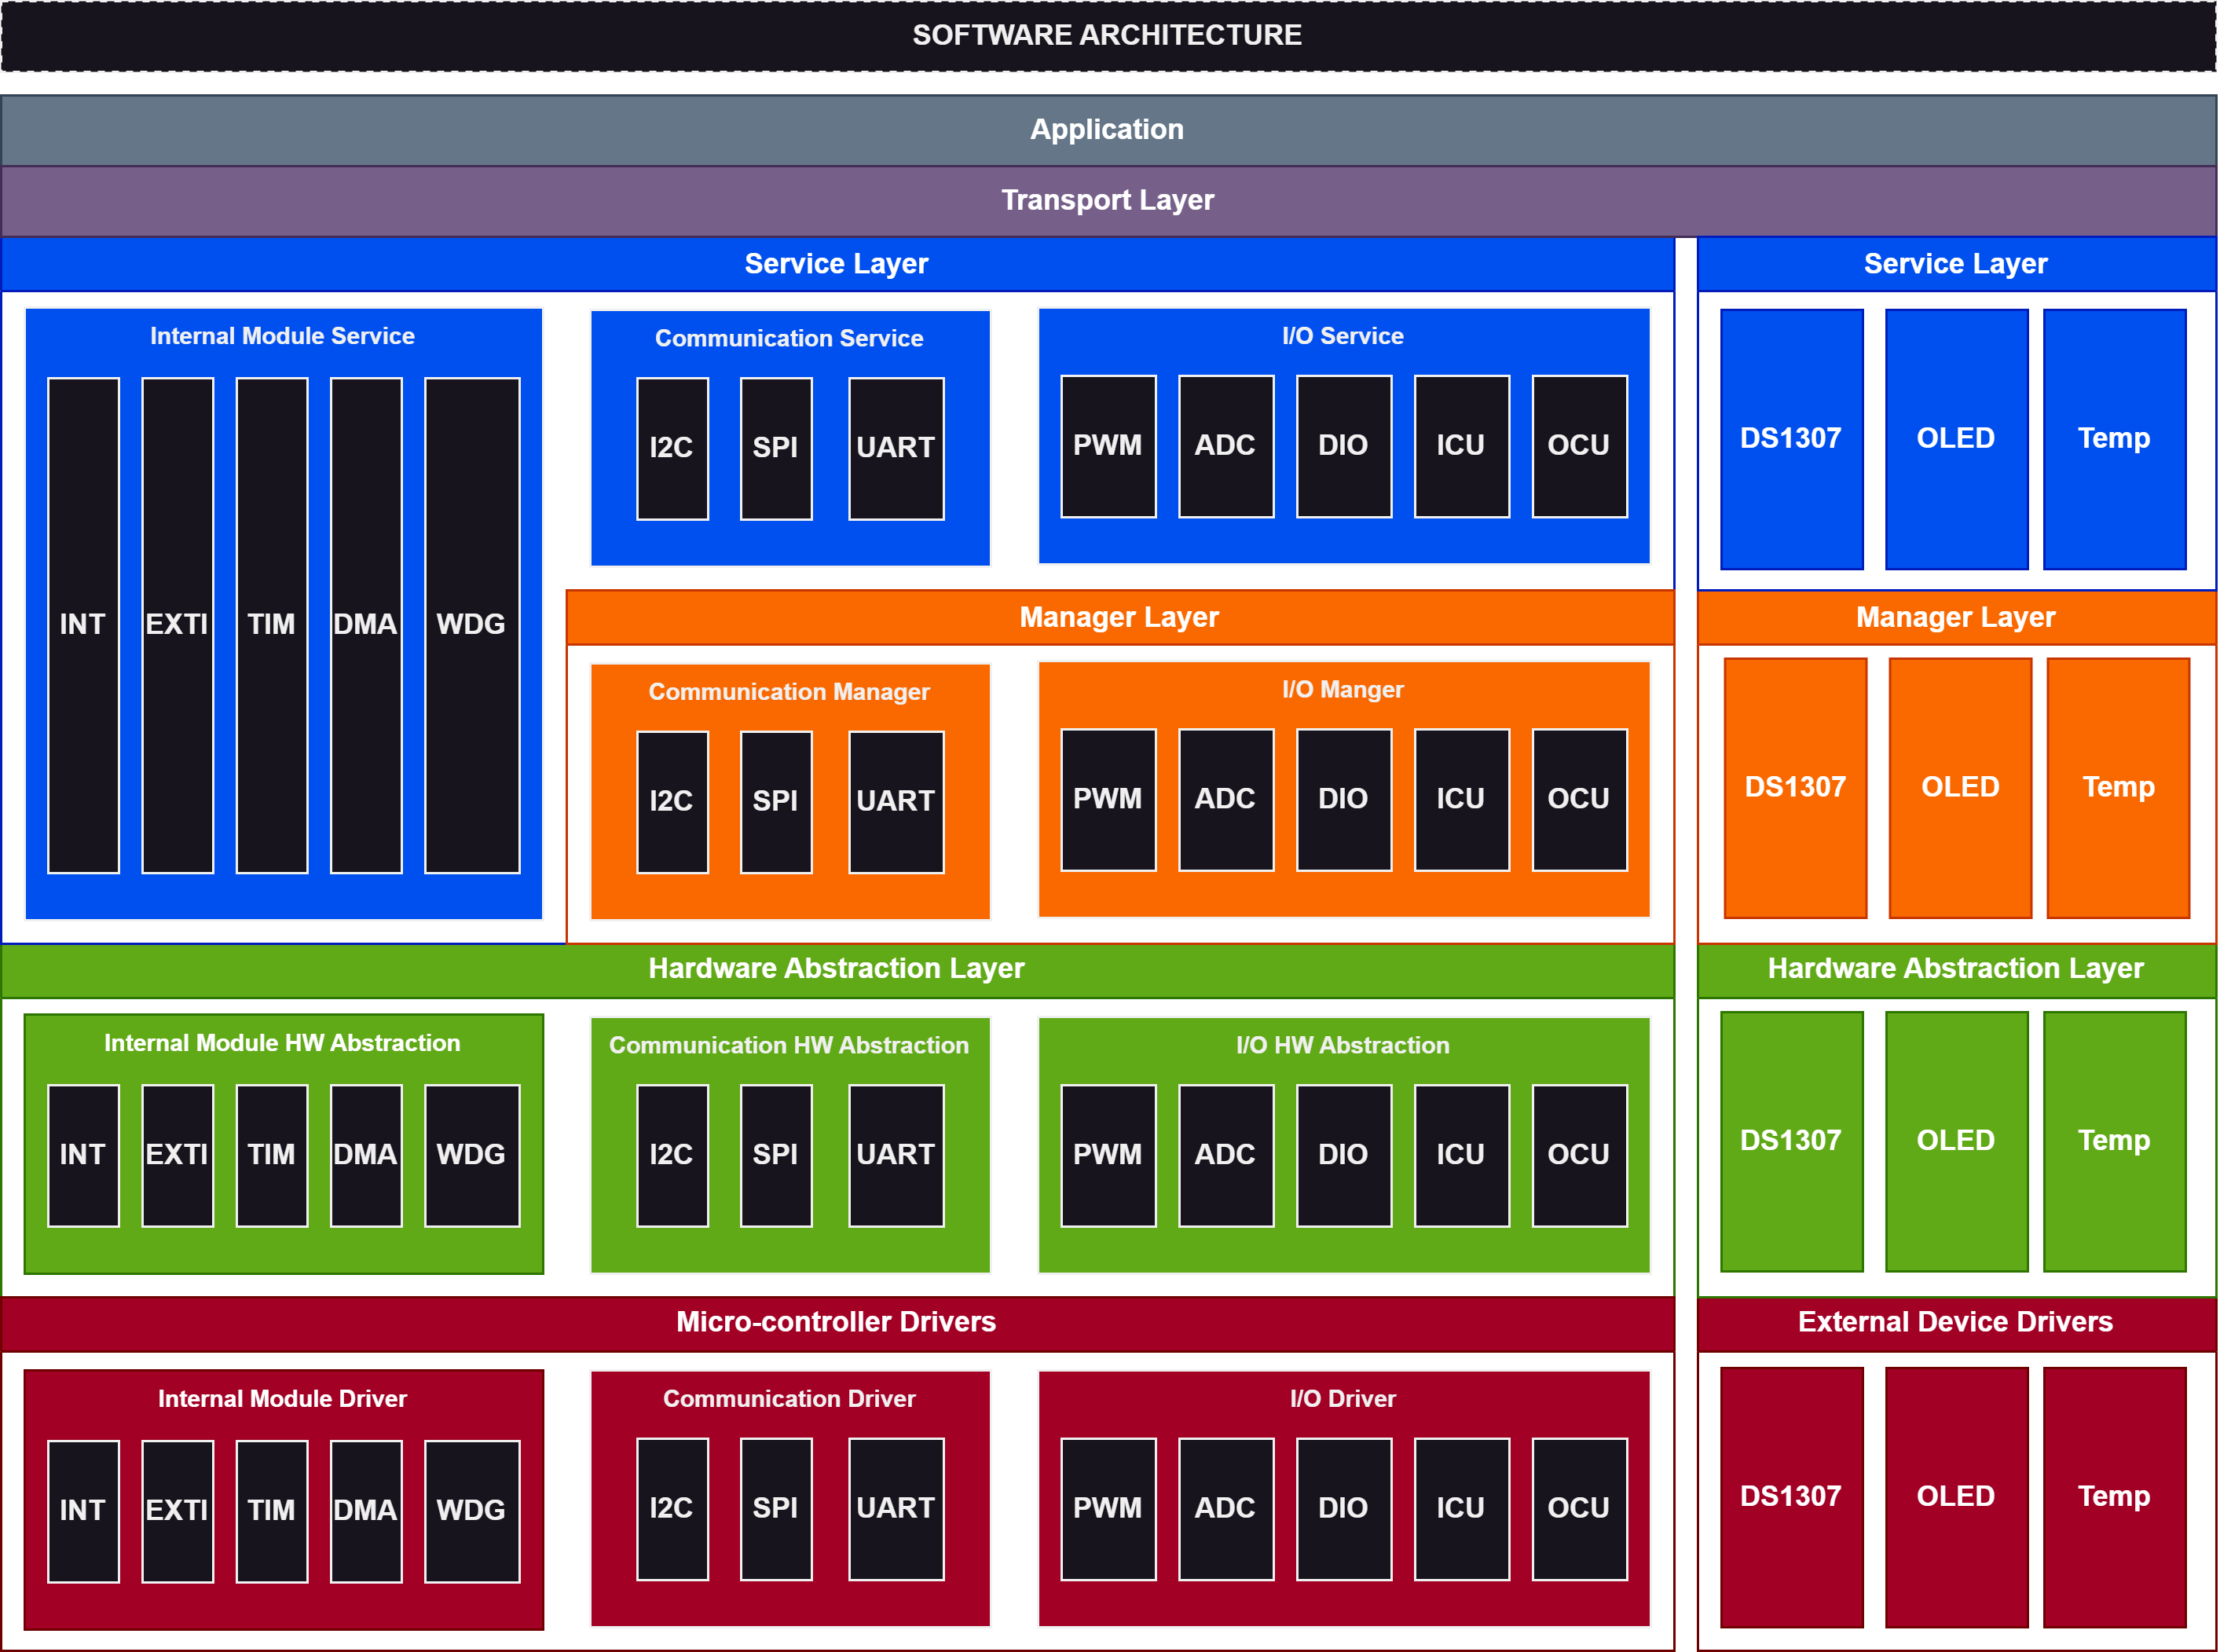 SOFTWARE ARCHITECTURE
Application
Transport Layer
Service Layer
Internal Module Service
INT
EXTI
TIM
DMA
WDG
Communication Service
I2C
SPI
UART
I/O Service
PWM
ADC
DIO
ICU
OCU
Manager Layer
Communication Manager
I2C
SPI
UART
I/O Manger
PWM
ADC
DIO
ICU
OCU
Hardware Abstraction Layer
Internal Module HW Abstraction
INT
EXTI
TIM
DMA
WDG
Communication HW Abstraction
I2C
SPI
UART
I/O HW Abstraction
PWM
ADC
DIO
ICU
OCU
Micro-controller Drivers
Internal Module Driver
INT
EXTI
TIM
DMA
WDG
Communication Driver
I2C
SPI
UART
I/O Driver
PWM
ADC
DIO
ICU
OCU
Service Layer
DS1307
OLED
Temp
Manager Layer
DS1307
OLED
Temp
Hardware Abstraction Layer
DS1307
OLED
Temp
External Device Drivers
DS1307
OLED
Temp